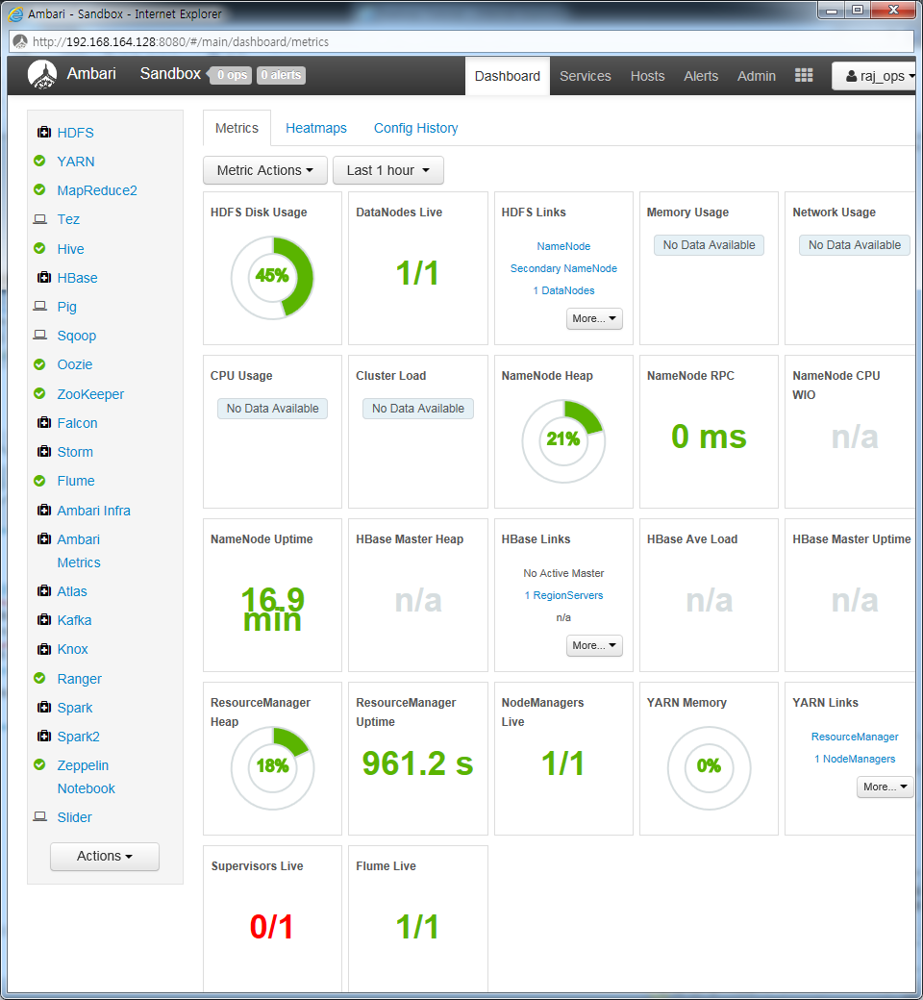 Ambari - Sandbox - Internet Explorer
http://192.168.164.128:8080/#/main/dashboard/metrics
Ambari Sandbox 0 ops 0 alerts Dashboard Services Hosts Alerts Admin raj_ops
HDFS
YARN
MapReduce2
Tez
Hive
HBase
Pig
Sqoop
Oozie
ZooKeeper
Falcon
Storm
Flume
Ambari Infra
Ambari
Metrics
Atlas
Kafka
Knox
Ranger
Spark
Spark2
Zeppelin
Notebook
Slider
Actions
Metrics Heatmaps Config History
Metric Actions Last 1 hour
HDFS Disk Usage
45%
DataNodes Live
1/1
HDFS Links
NameNode
Secondary NameNode
1 DataNodes
More...
Memory Usage
No Data Available
Network Usage
No Data Available
CPU Usage
No Data Available
Cluster Load
No Data Available
NameNode Heap
21%
NameNode RPC
0 ms
NameNode CPU
WIO
n/a
NameNode Uptime
16.9
min
HBase Master Heap
n/a
HBase Links
No Active Master
1 RegionServers
n/a
More...
HBase Ave Load
n/a
HBase Master Uptime
n/a
ResourceManager
Heap
18%
ResourceManager
Uptime
961.2 s
NodeManagers
Live
1/1
YARN Memory
0%
YARN Links
ResourceManager
1 NodeManagers
More...
Supervisors Live
0/1
Flume Live
1/1